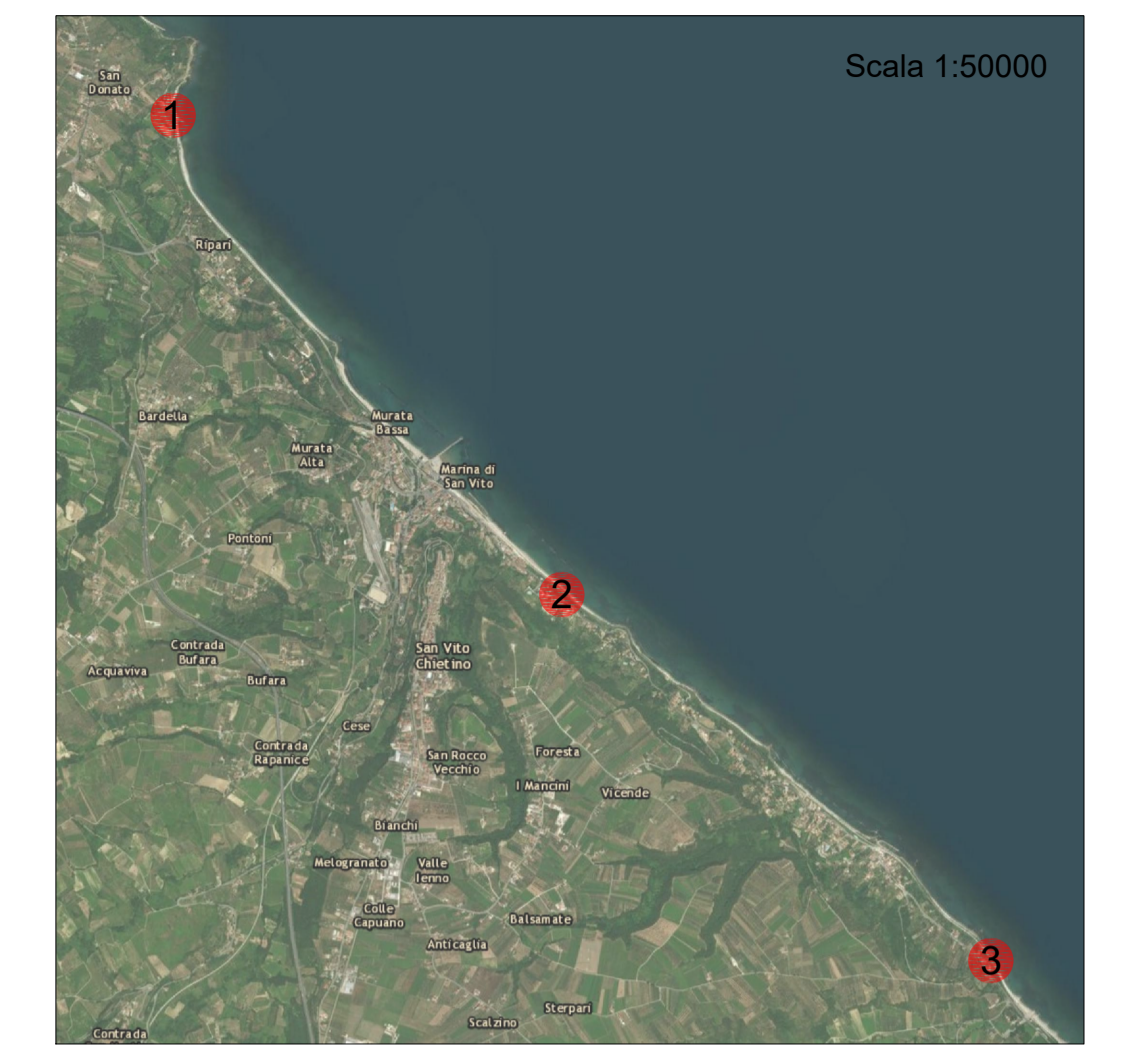 Scala 1:50000
San
Donato
1
Ripari
Bardella
Murata
Bassa
Murata
Alta
Marina di
San Vito
Pontoni
2
Contrada
Bufara
San Vito
Chietino
Acquaviva
Bufara
Cese
Contrada
Rapanice
San Rocco
Vecchio
Foresta
I Mancini
Vicende
Bianchi
Melogranato
Valle
Ienno
Colle
Capuano
Balsamate
Anticaglia
3
Sterpari
Scalzino
Contrada